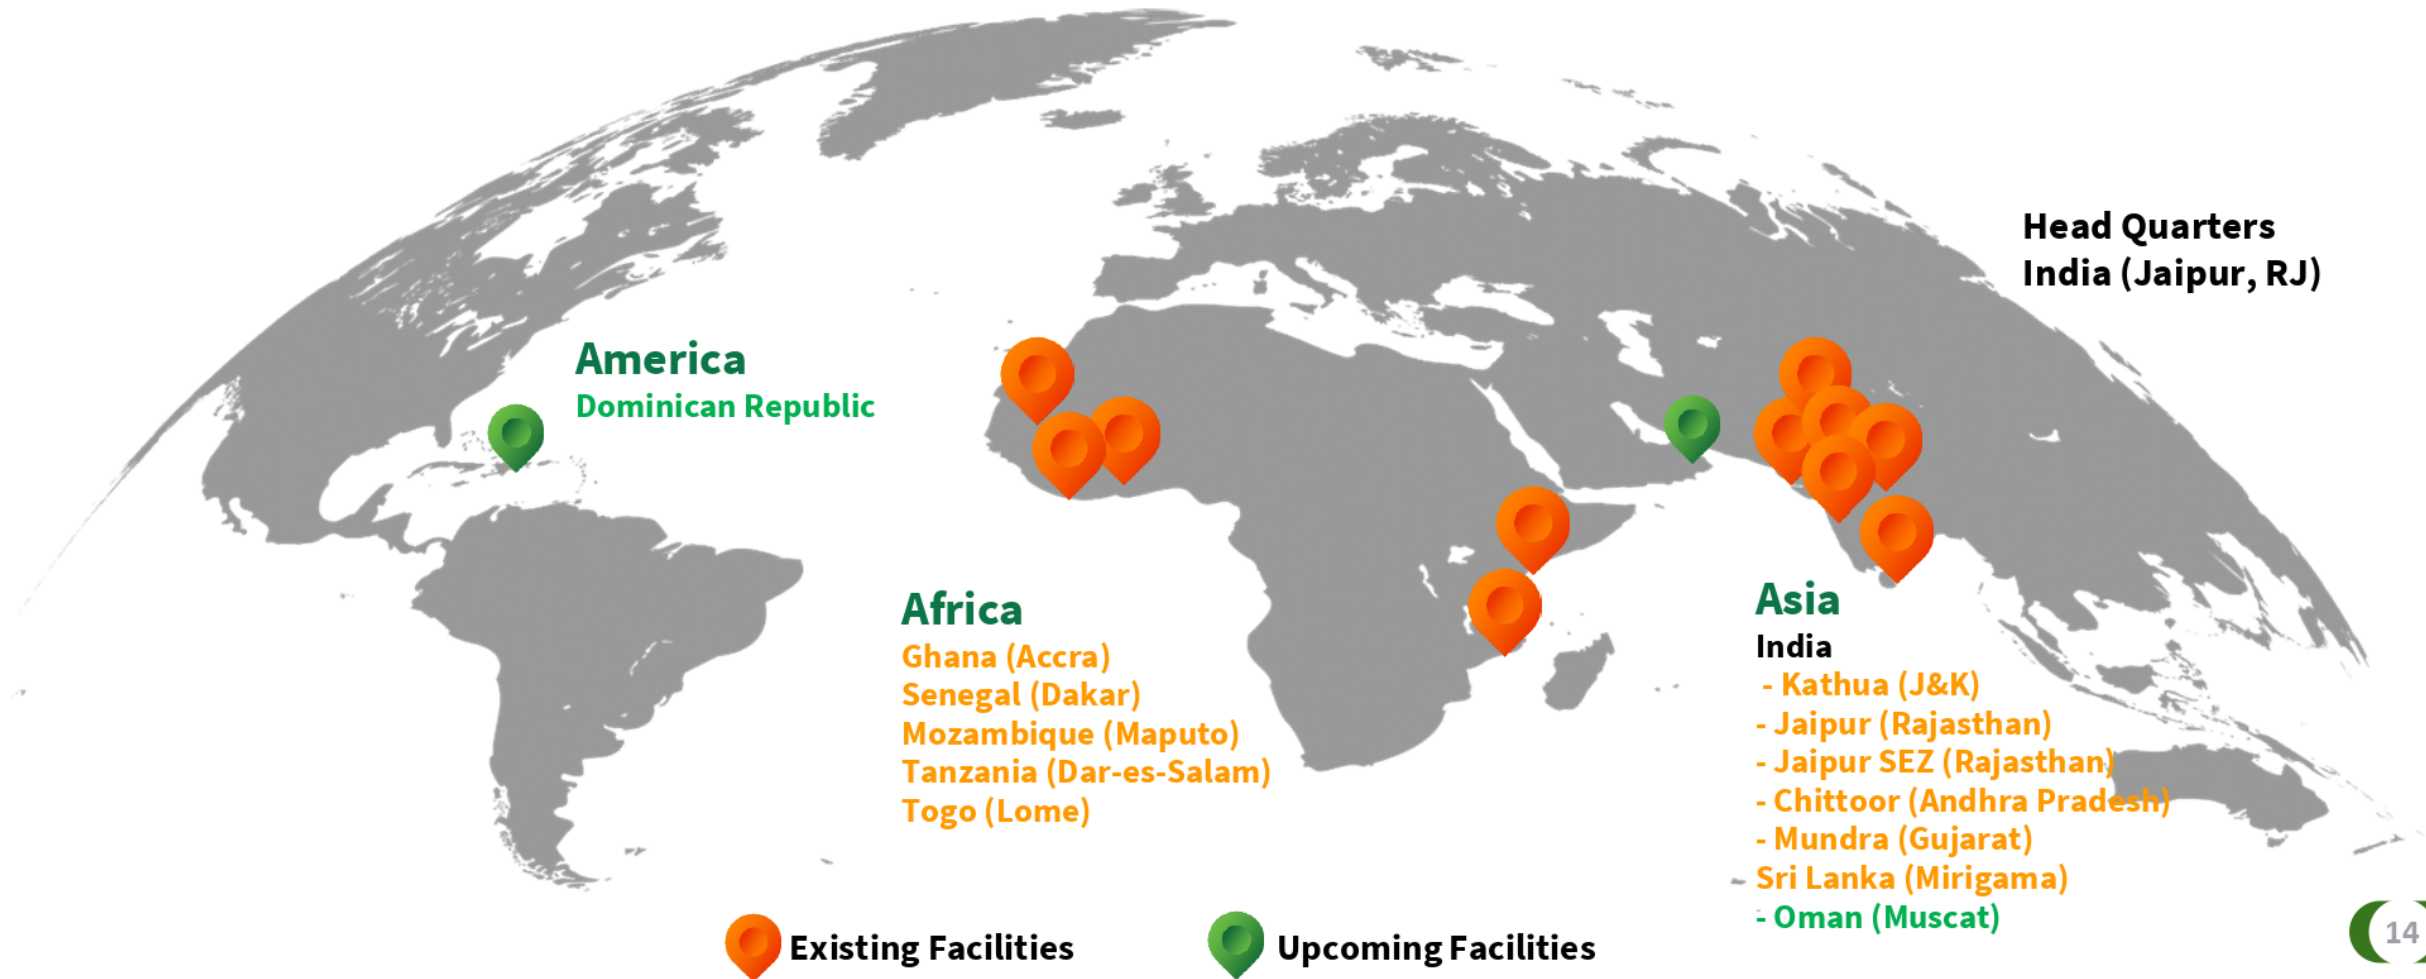 Head Quarters
India (Jaipur, RJ)
America
Dominican Republic
Africa
Ghana (Accra)
Senegal (Dakar)
Mozambique (Maputo)
Tanzania (Dar-es-Salam)
Togo (Lome)
Asia
India
- Kathua (J&K)
- Jaipur (Rajasthan)
- Jaipur SEZ (Rajasthan)
- Chittoor (Andhra Pradesh)
- Mundra (Gujarat)
Sri Lanka (Mirigama)
- Oman (Muscat)
Existing Facilities
Upcoming Facilities
14